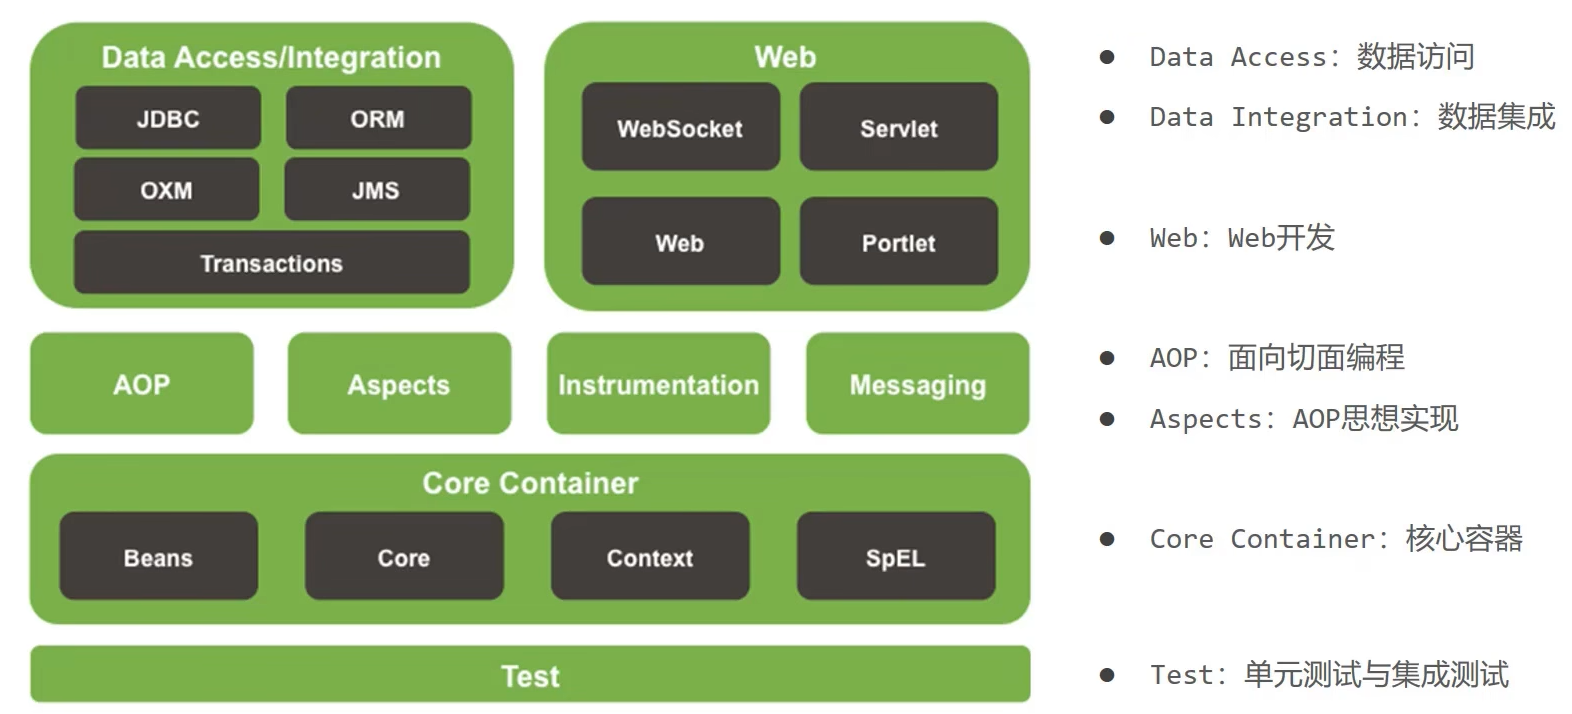 Data Access/Integration
JDBC
ORM
OXM
JMS
Transactions
Web
WebSocket
Servlet
Web
Portlet
AOP
Aspects
Instrumentation
Messaging
Core Container
Beans
Core
Context
SpEL
Test
● Data Access：数据访问
● Data Integration：数据集成
● Web：Web开发
● AOP：面向切面编程
● Aspects：AOP思想实现
● Core Container：核心容器
● Test：单元测试与集成测试